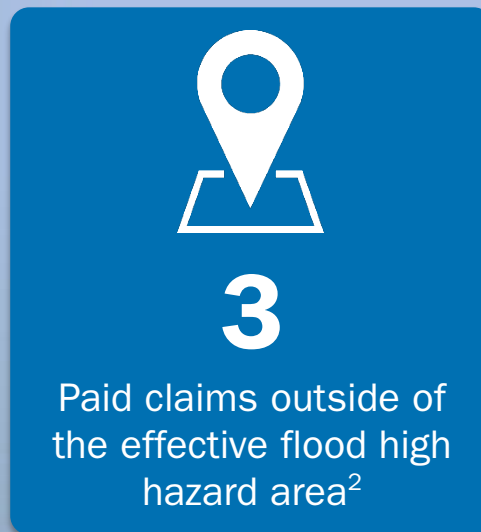 3
Paid claims outside of
the effective flood high
hazard area²